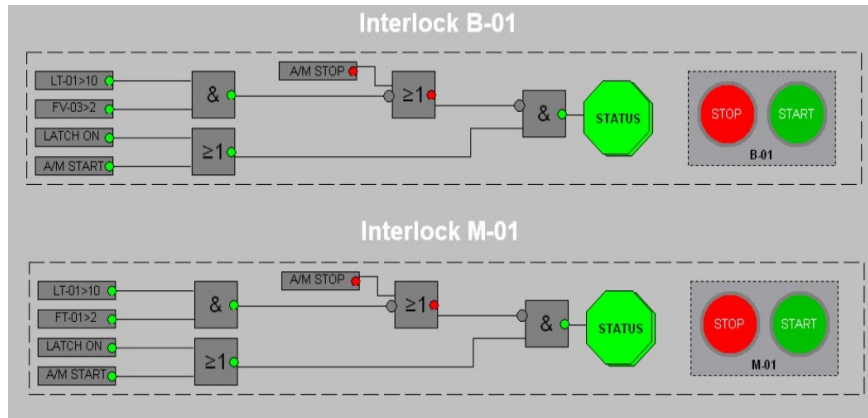 Interlock B-01
A/M STOP
LT-01>10
FV-03>2
LATCH ON
A/M START
&
≥1
≥1
&
STATUS
STOP
START
B-01
Interlock M-01
A/M STOP
LT-01>10
FT-01>2
LATCH ON
A/M START
&
≥1
≥1
&
STATUS
STOP
START
M-01